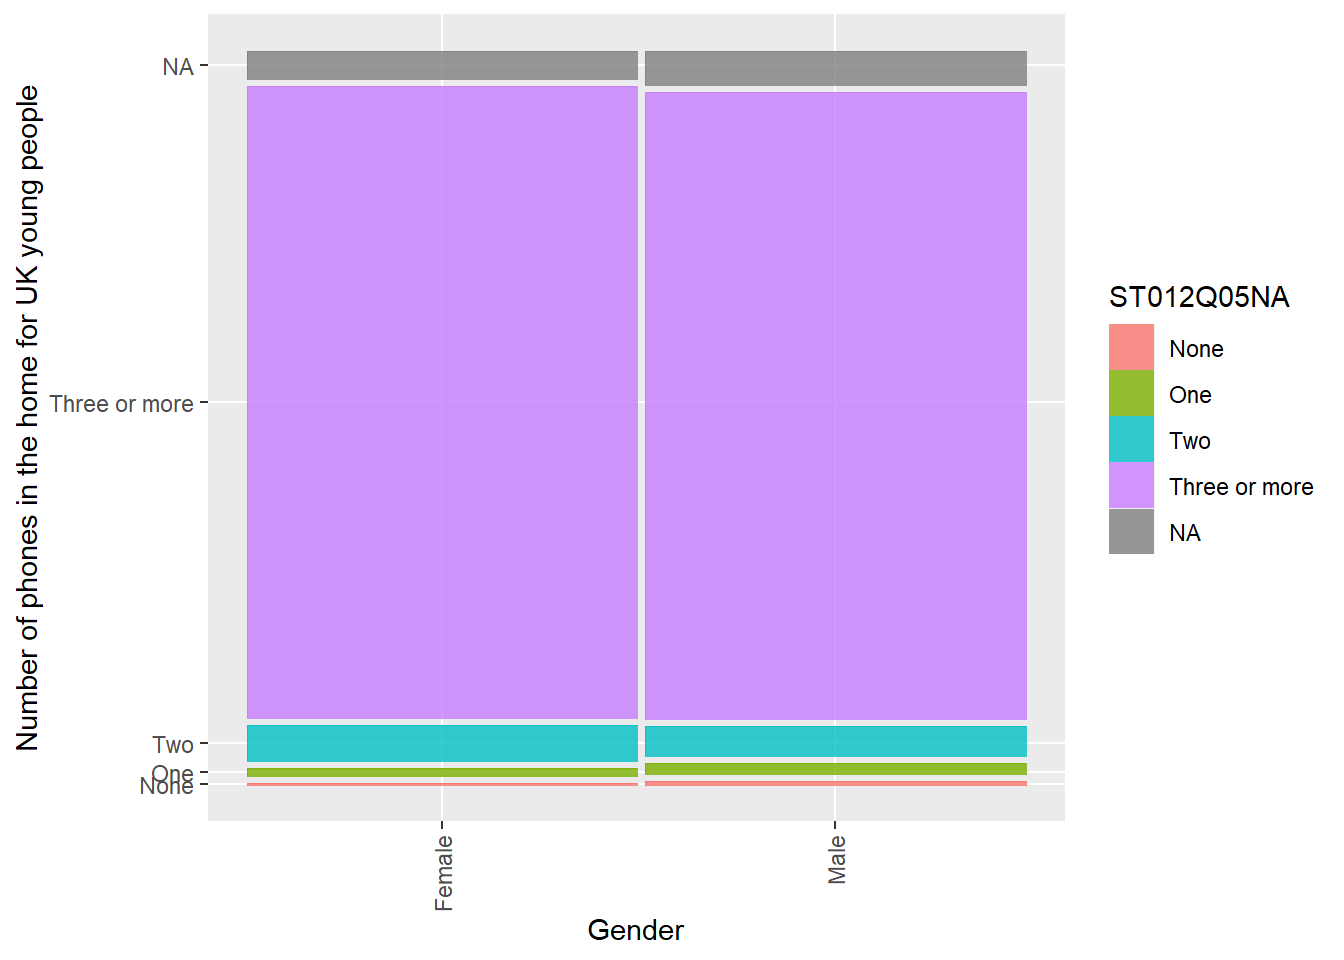 Number of phones in the home for UK young people
NA
Three or more
Two
One
None
Female
Male
Gender
ST012Q05NA
None
One
Two
Three or more
NA